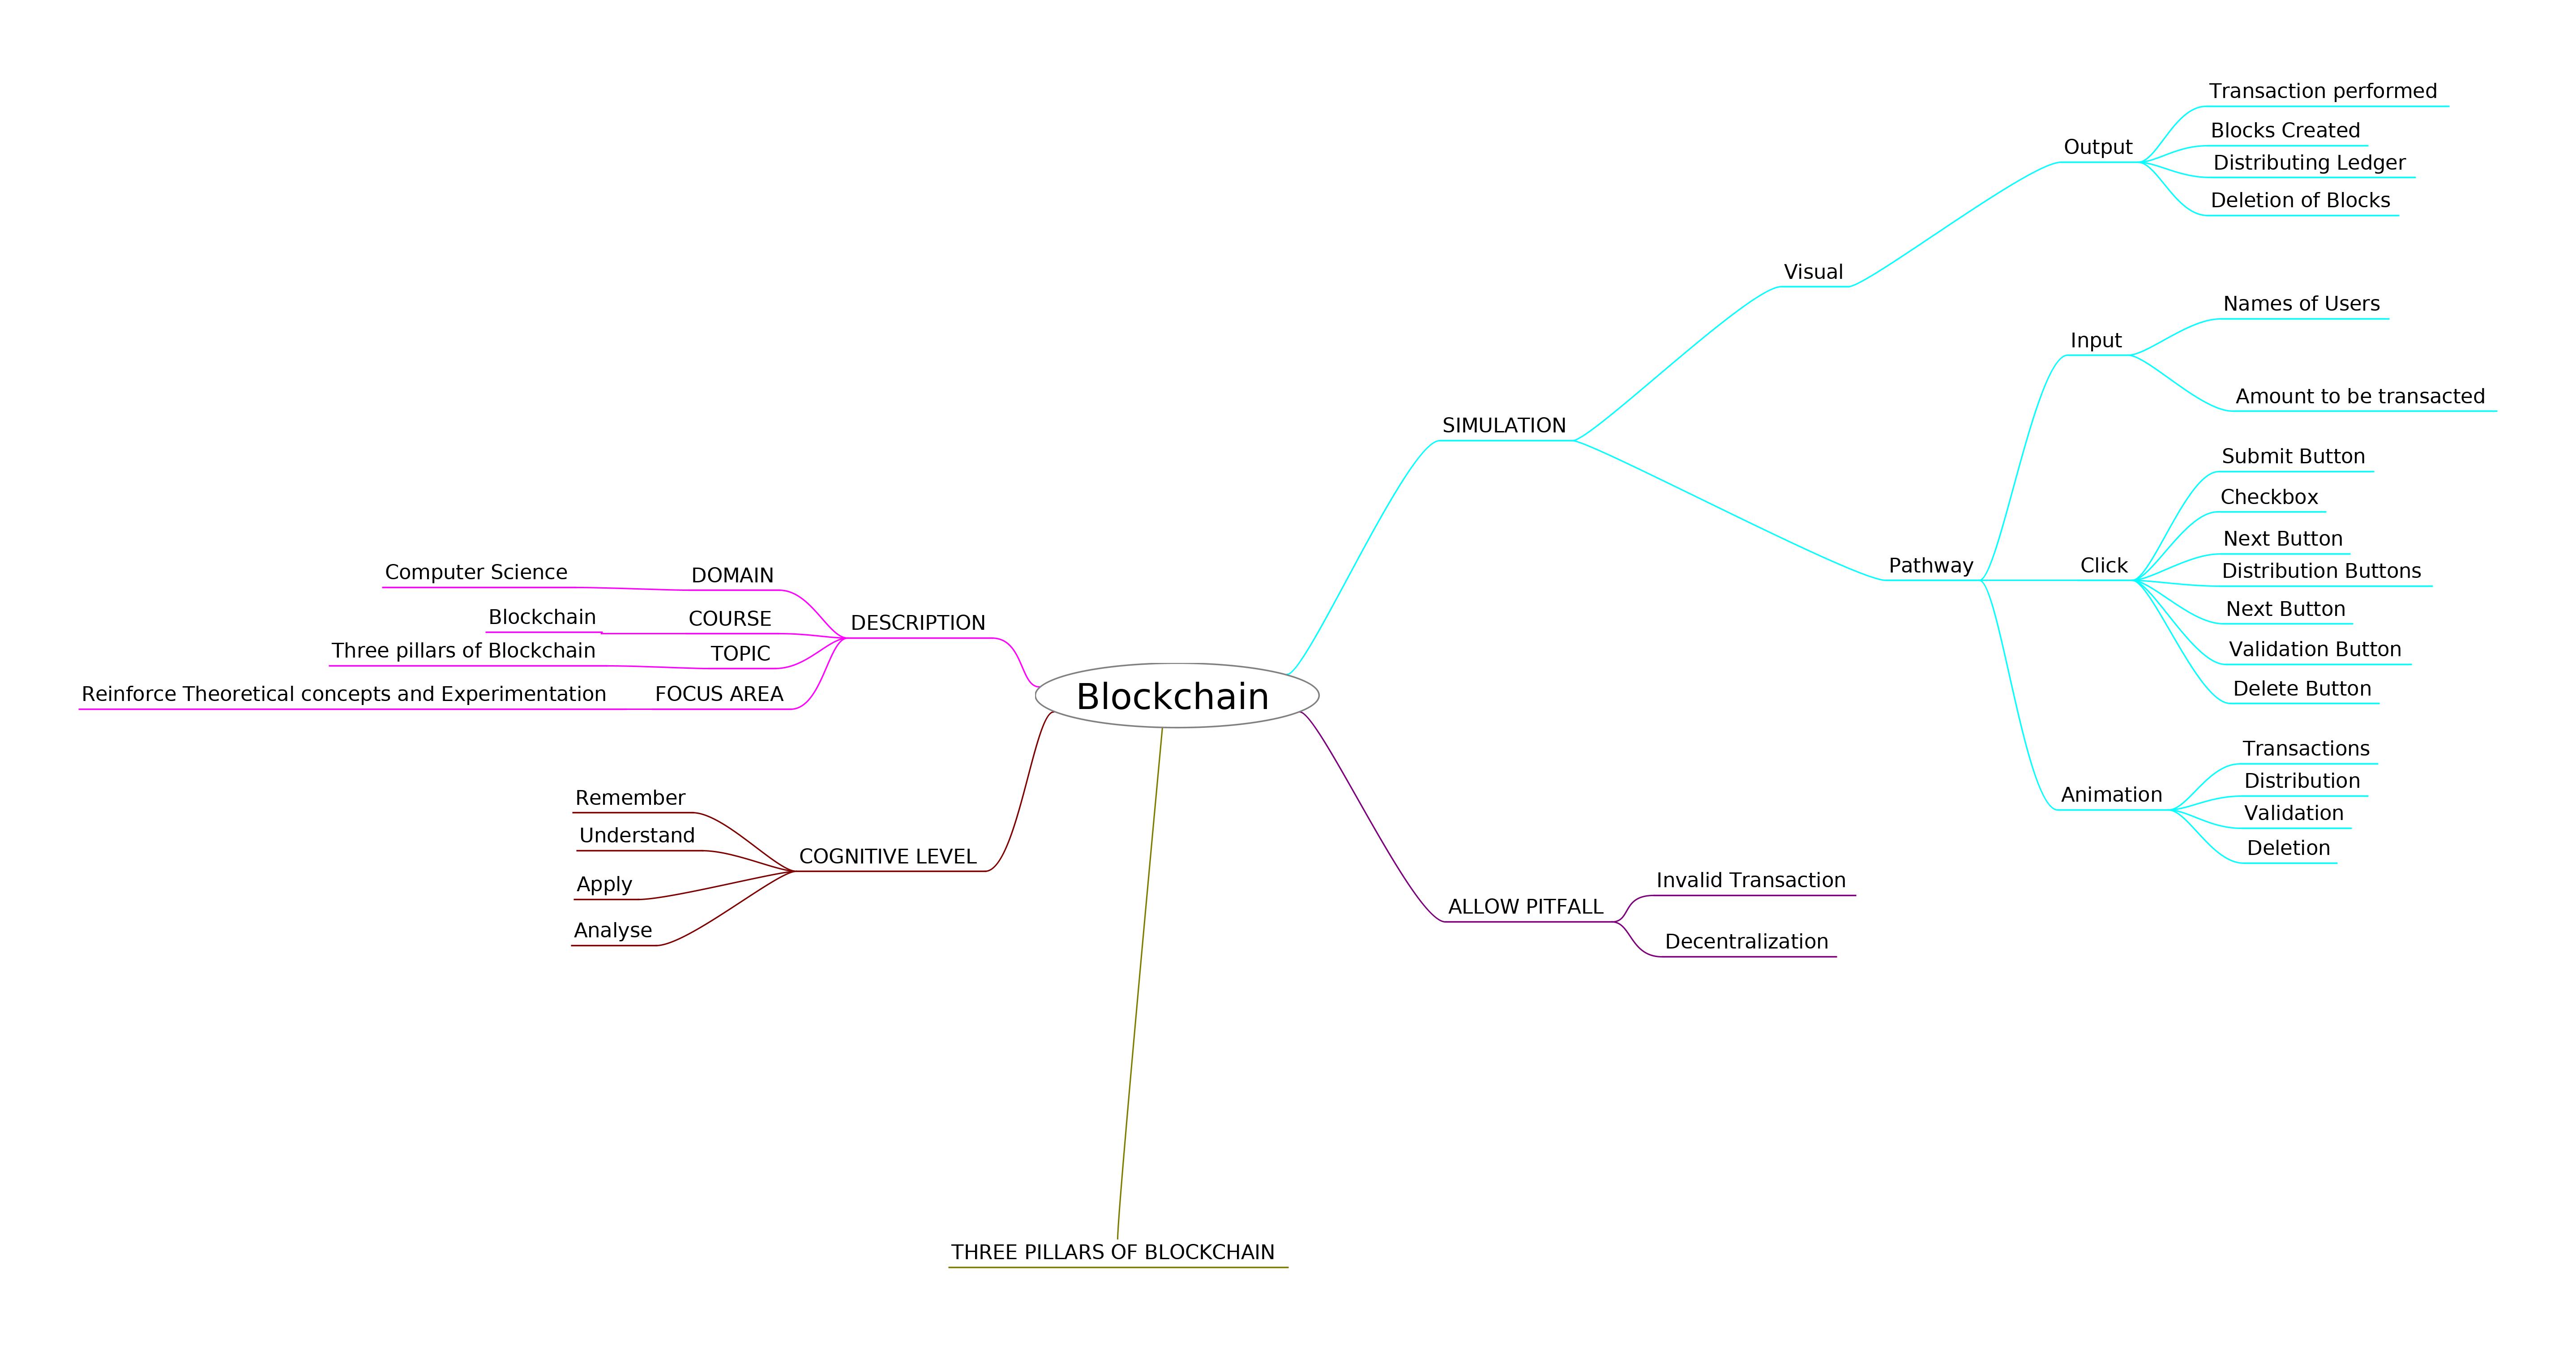 Transaction performed
Blocks Created
Output
Distributing Ledger
Deletion of Blocks
Visual
Names of Users
Input
Amount to be transacted
SIMULATION
Submit Button
Checkbox
Next Button
Pathway
Click
Distribution Buttons
Next Button
Validation Button
Delete Button
Transactions
Distribution
Animation
Validation
Deletion
Computer Science
DOMAIN
Blockchain
COURSE
DESCRIPTION
Three pillars of Blockchain
TOPIC
Reinforce Theoretical concepts and Experimentation
FOCUS AREA
Blockchain
Remember
Understand
COGNITIVE LEVEL
Apply
Analyse
Invalid Transaction
ALLOW PITFALL
Decentralization
THREE PILLARS OF BLOCKCHAIN